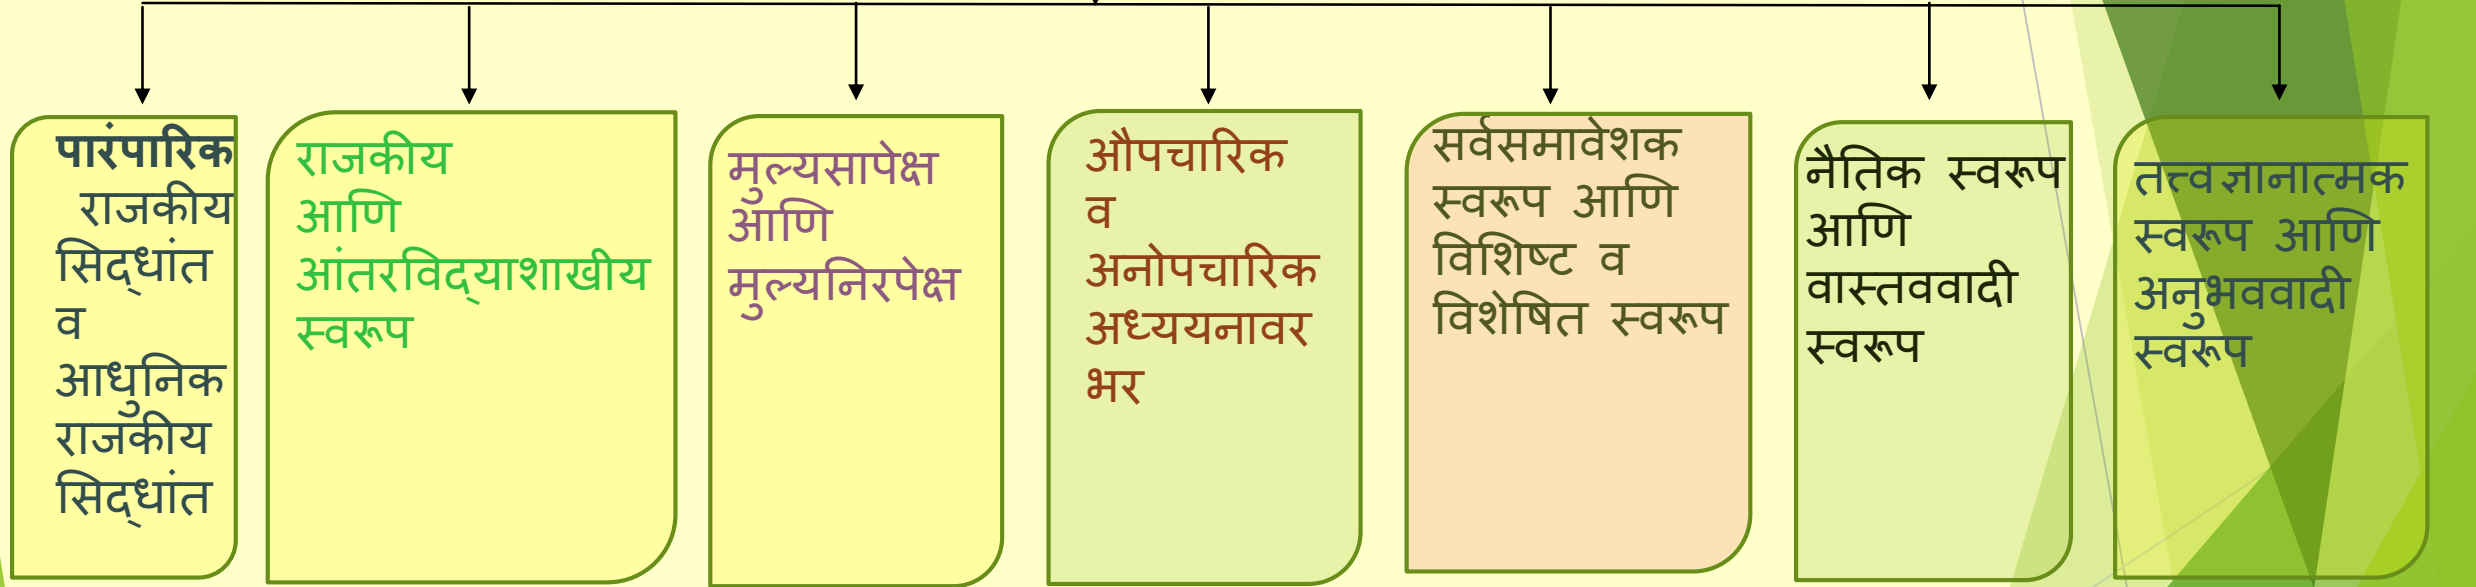 पारंपारिक
राजकीय
सिद्धांत
व
आधुनिक
राजकीय
सिद्धांत
राजकीय
आणि
आंतरविद्याशाखीय
स्वरूप
मुल्यसापेक्ष
आणि
मुल्यनिरपेक्ष
औपचारिक
व
अनोपचारिक
अध्ययनावर
भर
सर्वसमावेशक
स्वरूप आणि
विशिष्ट व
विशेषित स्वरूप
नैतिक स्वरूप
आणि
वास्तववादी
स्वरूप
तत्त्वज्ञानात्मक
स्वरूप आणि
अनुभववादी
स्वरूप